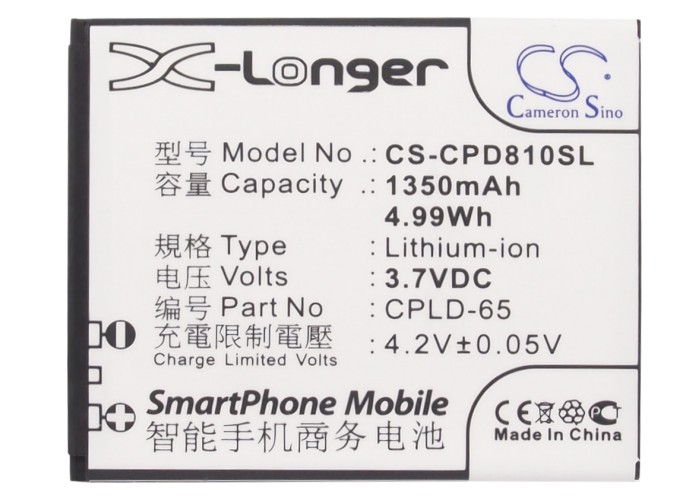 X-Longer
CS
Cameron Sino
型号 Model No .: CS-CPD810SL
容量 Capacity : 1350mAh
4.99Wh
規格 Type : Lithium-ion
电压 Volts : 3.7VDC
编号 CPLD Part No : CPLD-65
充電限制電壓 : 4.2V±0.05V
Charge Limited Volts
SmartPhone Mobile
智能手机商务电池
CE PCT
Made In China